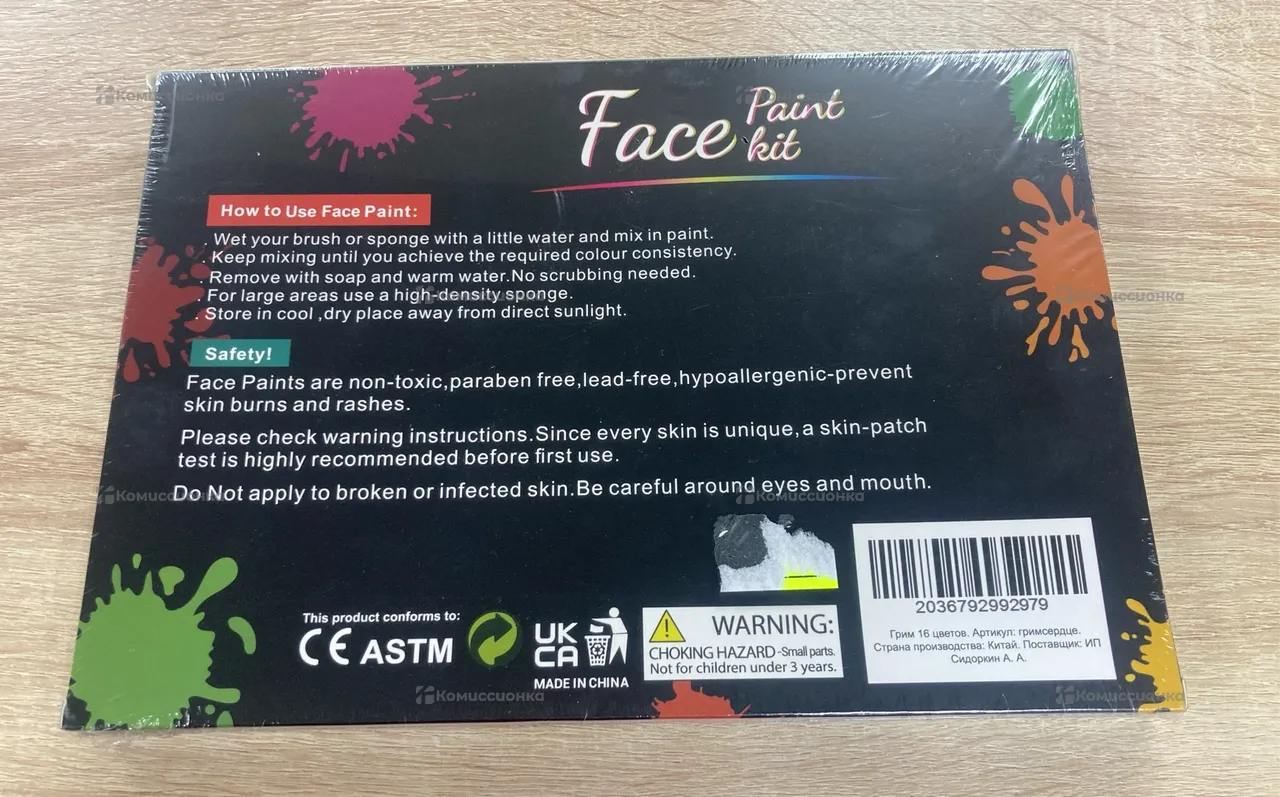 Face Paint
kit
How to Use Face Paint:
. Wet your brush or sponge with a little water and mix in paint.
. Keep mixing until you achieve the required colour consistency.
. Remove with soap and warm water.No scrubbing needed.
. For large areas use a high-density sponge.
. Store in cool ,dry place away from direct sunlight.
Safety!
Face Paints are non-toxic,paraben free,lead-free,hypoallergenic-prevent
skin burns and rashes.
Please check warning instructions.Since every skin is unique,a skin-patch
test is highly recommended before first use.
Do Not apply to broken or infected skin.Be careful around eyes and mouth.
This product conforms to:
CE ASTM
UK
CA
MADE IN CHINA
WARNING:
CHOKING HAZARD -Small parts.
Not for children under 3 years.
2036792992979
Грим 16 цветов. Артикул: гримсердце.
Страна производства: Китай. Поставщик: ИП
Сидоркин А. А.
Комиссионка
Комиссионка
Комиссионка
Комиссионка
Комиссионка
Комиссионка
Комиссионка